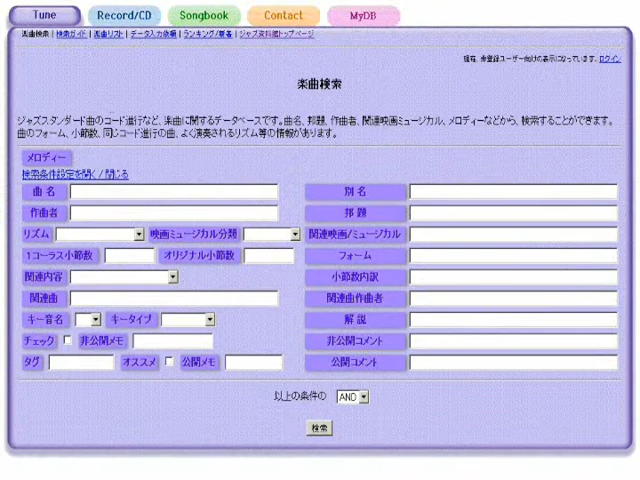 Tune Record/CD Songbook Contact MyDB
楽曲検索 | 検索ガイド | 楽曲リスト | データ入力依頼 | ランキング/新着 | ジャズ資料館トップページ
現在、未登録ユーザー向けの表示になっています. ログイン
楽曲検索
ジャズスタンダード曲のコード進行など、楽曲に関するデータベースです。曲名、邦題、作曲者、関連映画ミュージカル、メロディーなどから、検索することができます。
曲のフォーム、小節数、同じコード進行の曲、よく演奏されるリズム等の情報があります。
メロディー
検索条件設定を開く / 閉じる
曲 名 別 名
作曲者 邦 題
リズム 映画ミュージカル分類 関連映画/ミュージカル
1コーラス小節数 オリジナル小節数 フォーム
関連内容 小節数内訳
関連曲 関連曲作曲者
キー音名 キータイプ 解 説
チェック 非公開メモ 非公開コメント
タグ オススメ 公開メモ 公開コメント
以上の条件の AND
検索